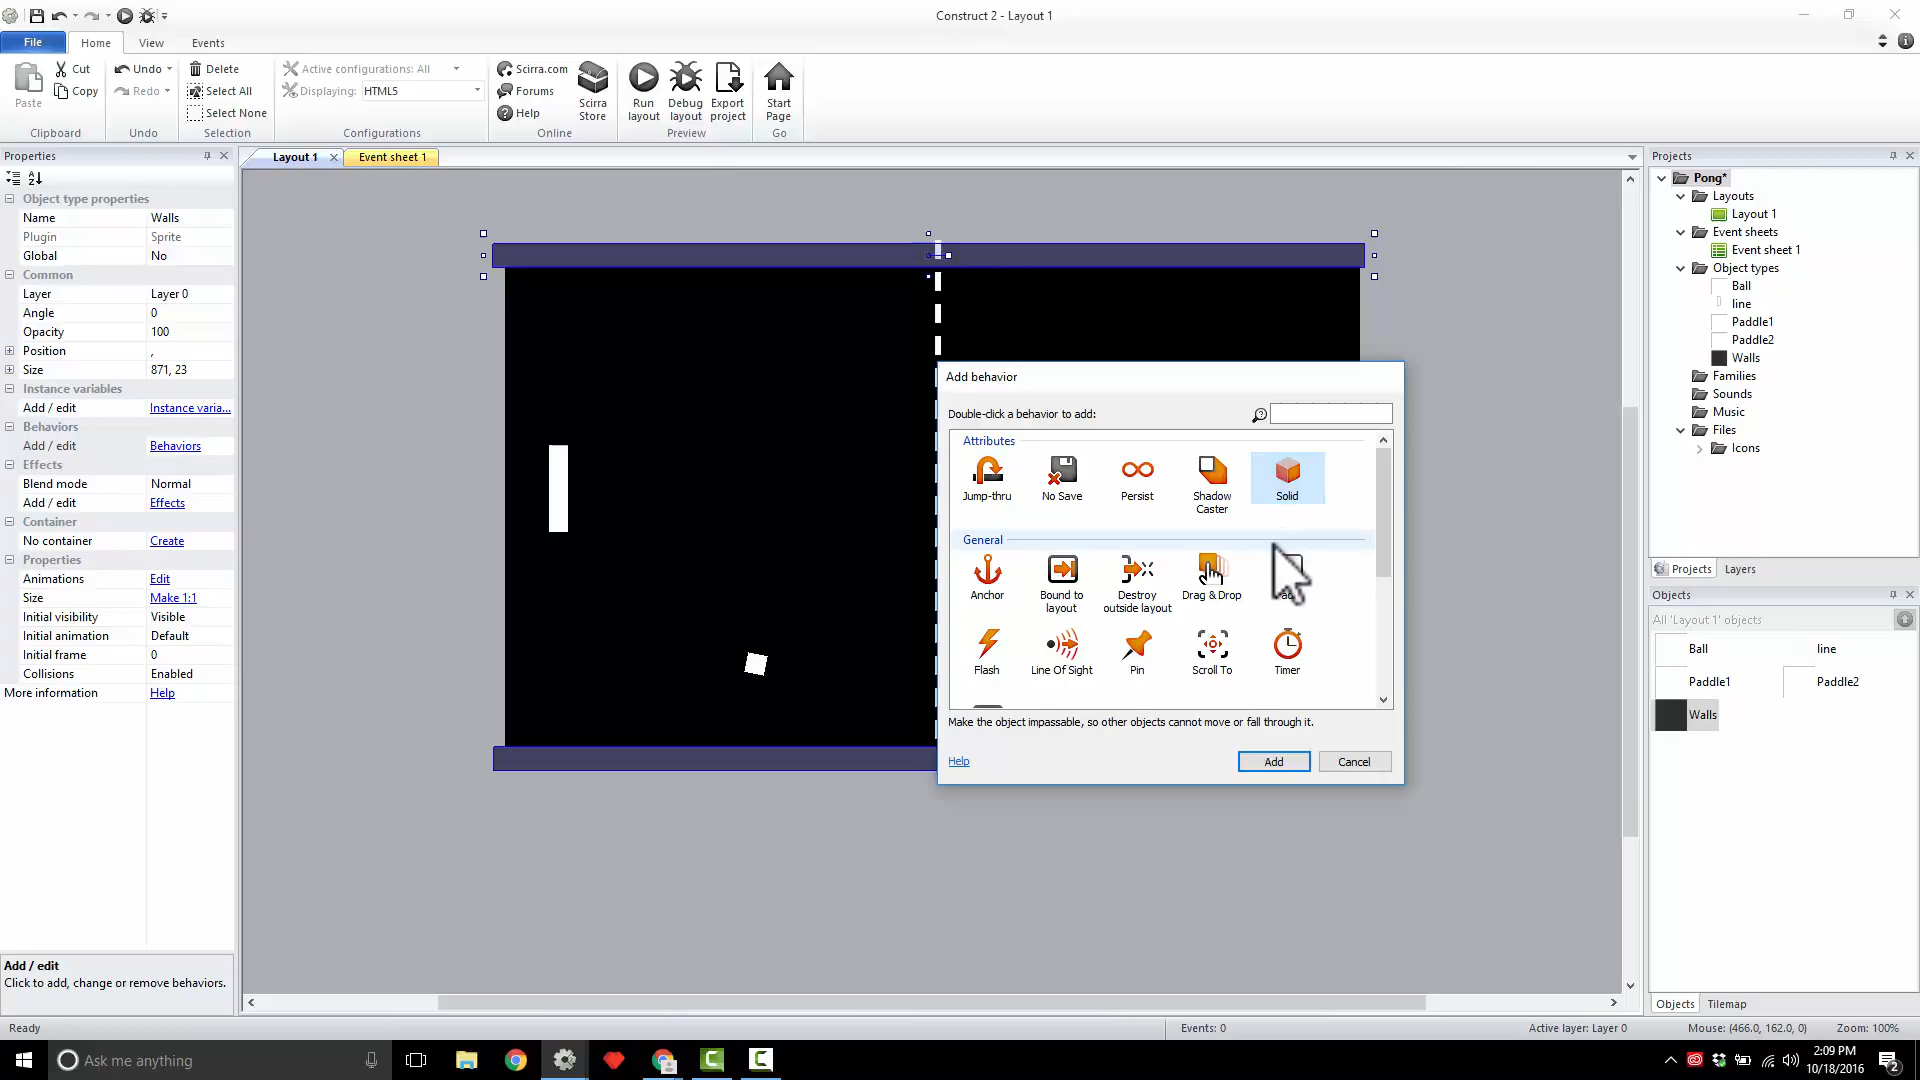 Construct 2 - Layout 1
File Home View Events
Paste
Cut
Copy
Clipboard
Undo
Redo
Undo
Delete
Select All
Select None
Selection
Active configurations: All
Displaying: HTML5
Configurations
Scirra.com
Forums
Help
Scirra
Store
Online
Run
layout
Debug
layout
Export
project
Preview
Start
Page
Go
Properties
Object type properties
Name Walls
Plugin Sprite
Global No
Common
Layer Layer 0
Angle 0
Opacity 100
Position ,
Size 871, 23
Instance variables
Add / edit Instance varia...
Behaviors
Add / edit Behaviors
Effects
Blend mode Normal
Add / edit Effects
Container
No container Create
Properties
Animations Edit
Size Make 1:1
Initial visibility Visible
Initial animation Default
Initial frame 0
Collisions Enabled
More information Help
Add / edit
Click to add, change or remove behaviors.
Layout 1 Event sheet 1
Add behavior
Double-click a behavior to add:
Attributes
Jump-thru No Save Persist Shadow
Caster Solid
General
Anchor Bound to
layout Destroy
outside layout Drag & Drop
Flash Line Of Sight Pin Scroll To Timer
Make the object impassable, so other objects cannot move or fall through it.
Help Add Cancel
Projects
Pong*
Layouts
Layout 1
Event sheets
Event sheet 1
Object types
Ball
line
Paddle1
Paddle2
Walls
Families
Sounds
Music
Files
Icons
Projects Layers
Objects
All 'Layout 1' objects
Ball line
Paddle1 Paddle2
Walls
Objects Tilemap
Ready Events: 0 Active layer: Layer 0 Mouse: (466.0, 162.0, 0) Zoom: 100%
Ask me anything
2:09 PM
10/18/2016
2